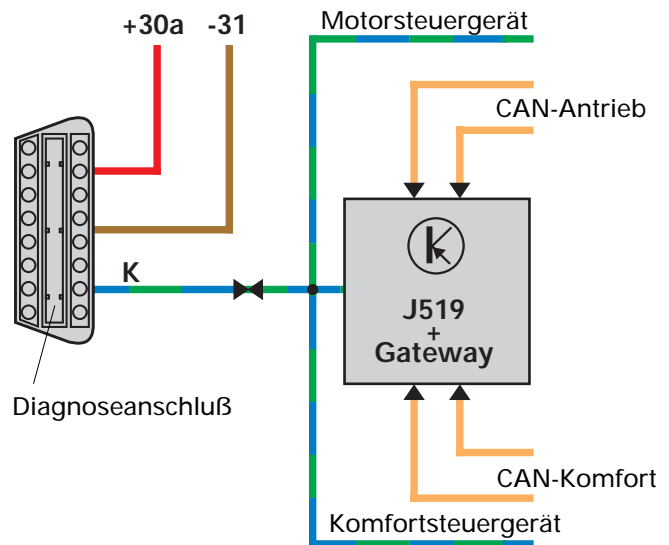 Motorsteuergerät
+30a -31
CAN-Antrieb
K
J519
+
Gateway
Diagnoseanschluß
CAN-Komfort
Komfortsteuergerät